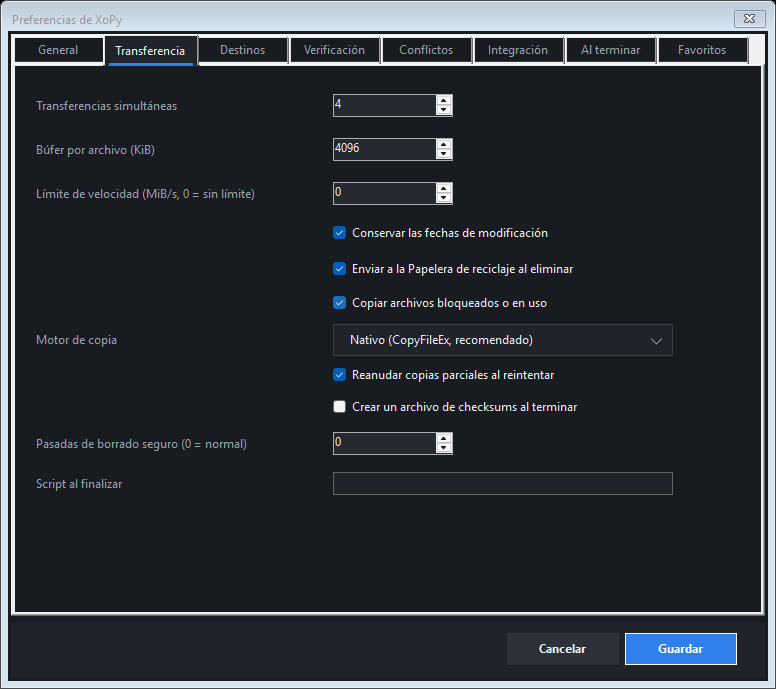 Preferencias de XoPy
General
Transferencia
Destinos
Verificación
Conflictos
Integración
Al terminar
Favoritos
Transferencias simultáneas
4
Búfer por archivo (KiB)
4096
Límite de velocidad (MiB/s, 0 = sin límite)
0
Conservar las fechas de modificación
Enviar a la Papelera de reciclaje al eliminar
Copiar archivos bloqueados o en uso
Motor de copia
Nativo (CopyFileEx, recomendado)
Reanudar copias parciales al reintentar
Crear un archivo de checksums al terminar
Pasadas de borrado seguro (0 = normal)
0
Script al finalizar
Cancelar
Guardar